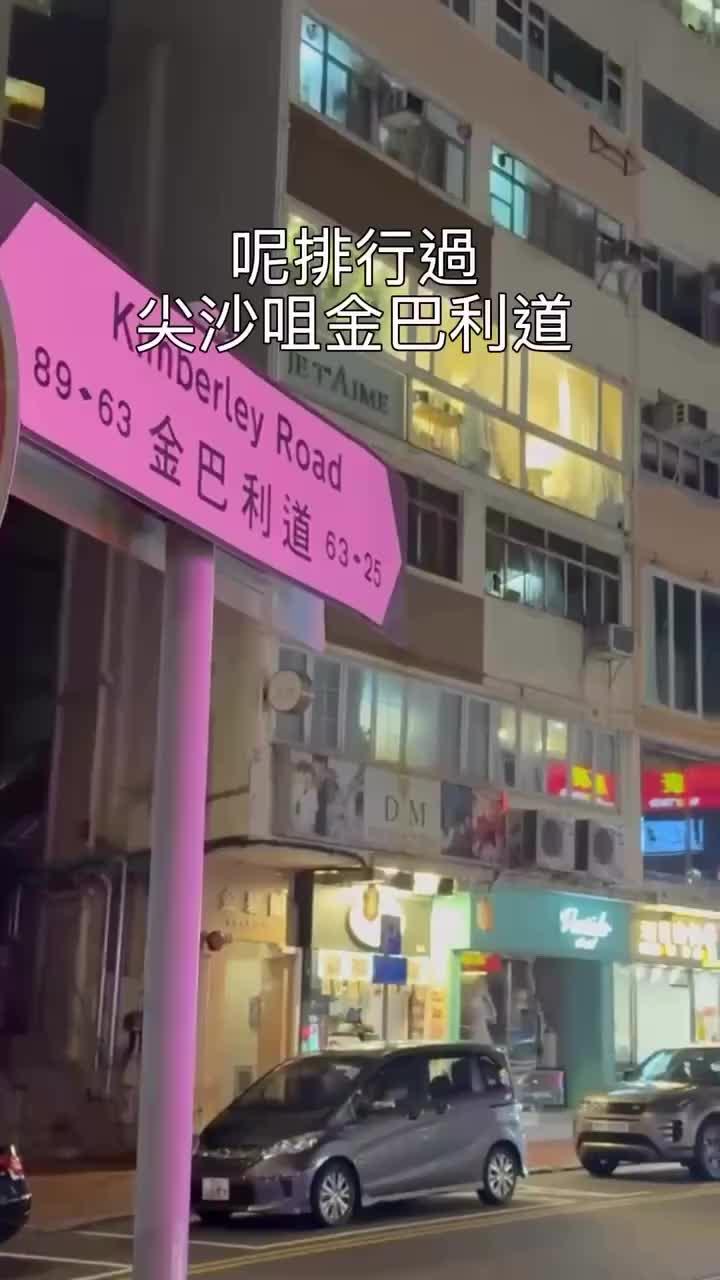 呢排行過
尖沙咀金巴利道
Kimberley Road
89-63 金巴利道 63-25
JE T'AIME
DM